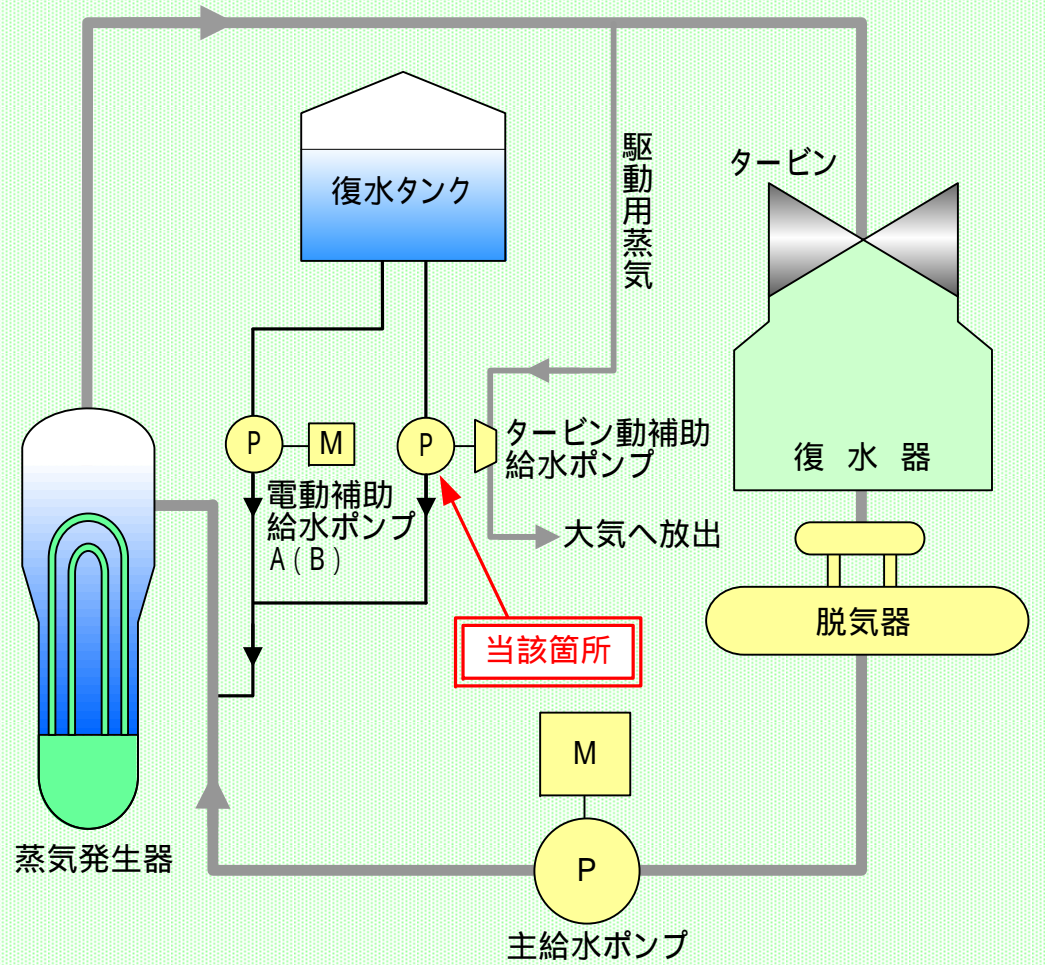 駆動用蒸気
タービン
復水タンク
P
M
P
タービン動補助
給水ポンプ
復水器
電動補助
給水ポンプ
A(B)
大気へ放出
脱気器
当該箇所
M
蒸気発生器
P
主給水ポンプ